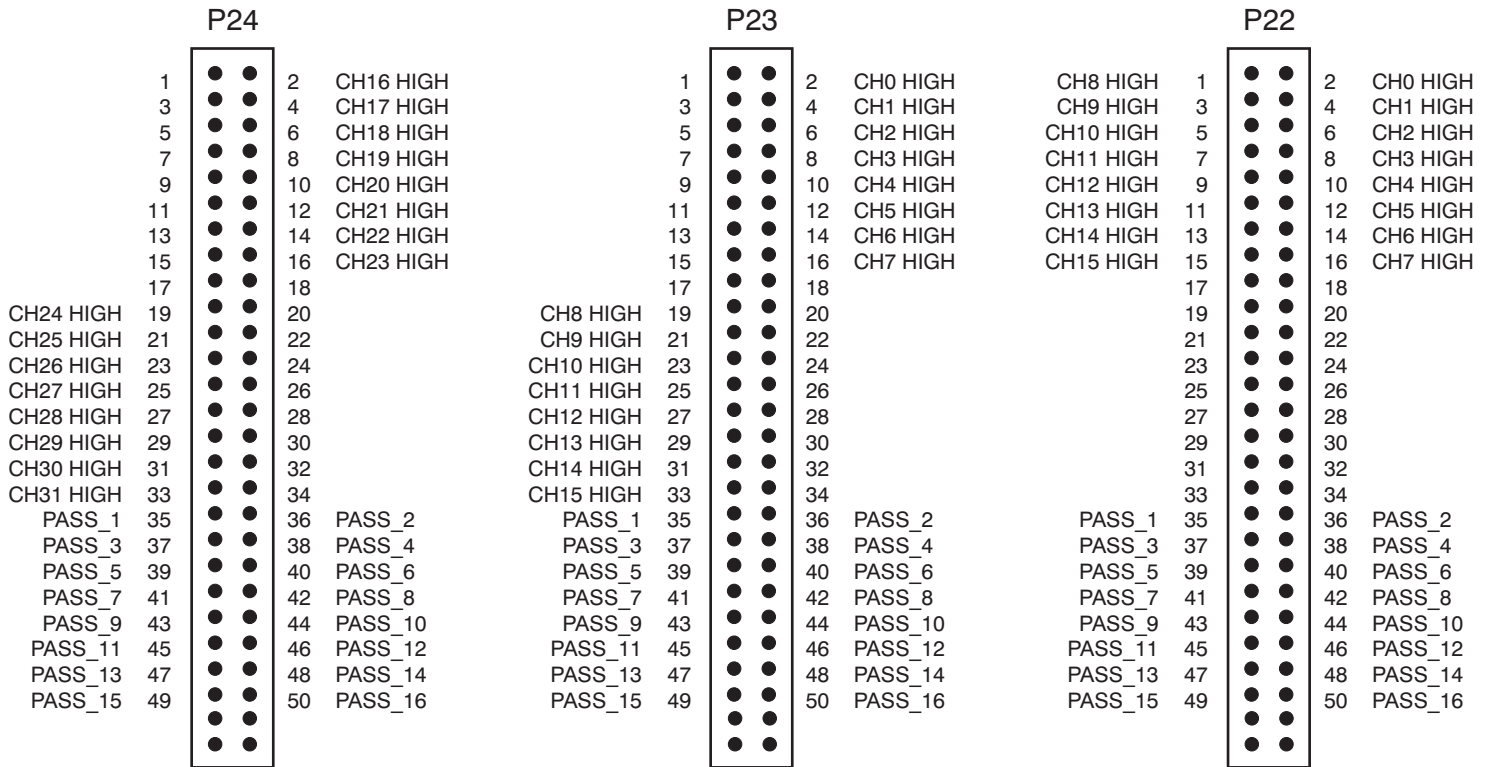 P24 P23 P22
1 2 CH16 HIGH 1 2 CH0 HIGH CH8 HIGH 1 2 CH0 HIGH
3 4 CH17 HIGH 3 4 CH1 HIGH CH9 HIGH 3 4 CH1 HIGH
5 6 CH18 HIGH 5 6 CH2 HIGH CH10 HIGH 5 6 CH2 HIGH
7 8 CH19 HIGH 7 8 CH3 HIGH CH11 HIGH 7 8 CH3 HIGH
9 10 CH20 HIGH 9 10 CH4 HIGH CH12 HIGH 9 10 CH4 HIGH
11 12 CH21 HIGH 11 12 CH5 HIGH CH13 HIGH 11 12 CH5 HIGH
13 14 CH22 HIGH 13 14 CH6 HIGH CH14 HIGH 13 14 CH6 HIGH
15 16 CH23 HIGH 15 16 CH7 HIGH CH15 HIGH 15 16 CH7 HIGH
17 18 17 18 17 18
CH24 HIGH 19 20 CH8 HIGH 19 20 19 20
CH25 HIGH 21 22 CH9 HIGH 21 22 21 22
CH26 HIGH 23 24 CH10 HIGH 23 24 23 24
CH27 HIGH 25 26 CH11 HIGH 25 26 25 26
CH28 HIGH 27 28 CH12 HIGH 27 28 27 28
CH29 HIGH 29 30 CH13 HIGH 29 30 29 30
CH30 HIGH 31 32 CH14 HIGH 31 32 31 32
CH31 HIGH 33 34 CH15 HIGH 33 34 33 34
PASS_1 35 36 PASS_2 PASS_1 35 36 PASS_2 PASS_1 35 36 PASS_2
PASS_3 37 38 PASS_4 PASS_3 37 38 PASS_4 PASS_3 37 38 PASS_4
PASS_5 39 40 PASS_6 PASS_5 39 40 PASS_6 PASS_5 39 40 PASS_6
PASS_7 41 42 PASS_8 PASS_7 41 42 PASS_8 PASS_7 41 42 PASS_8
PASS_9 43 44 PASS_10 PASS_9 43 44 PASS_10 PASS_9 43 44 PASS_10
PASS_11 45 46 PASS_12 PASS_11 45 46 PASS_12 PASS_11 45 46 PASS_12
PASS_13 47 48 PASS_14 PASS_13 47 48 PASS_14 PASS_13 47 48 PASS_14
PASS_15 49 50 PASS_16 PASS_15 49 50 PASS_16 PASS_15 49 50 PASS_16